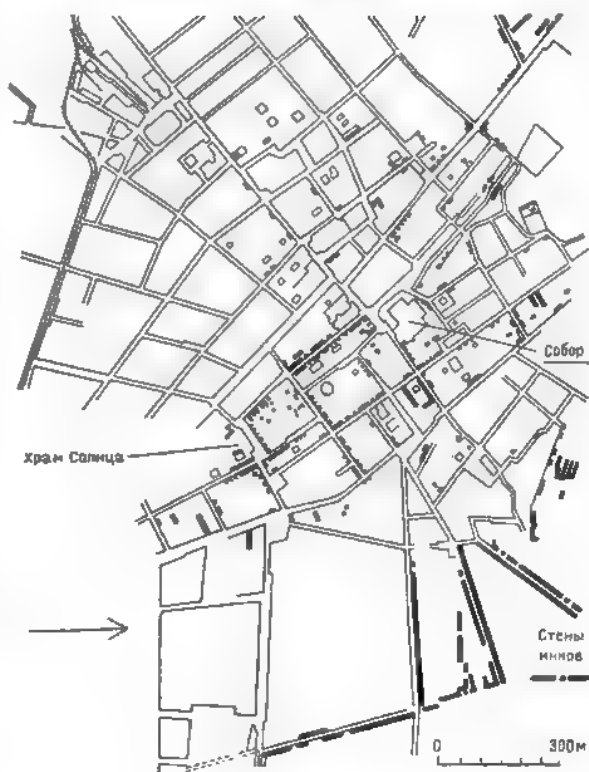 Собор
Храм Солнца
Стены
инков
0 300м